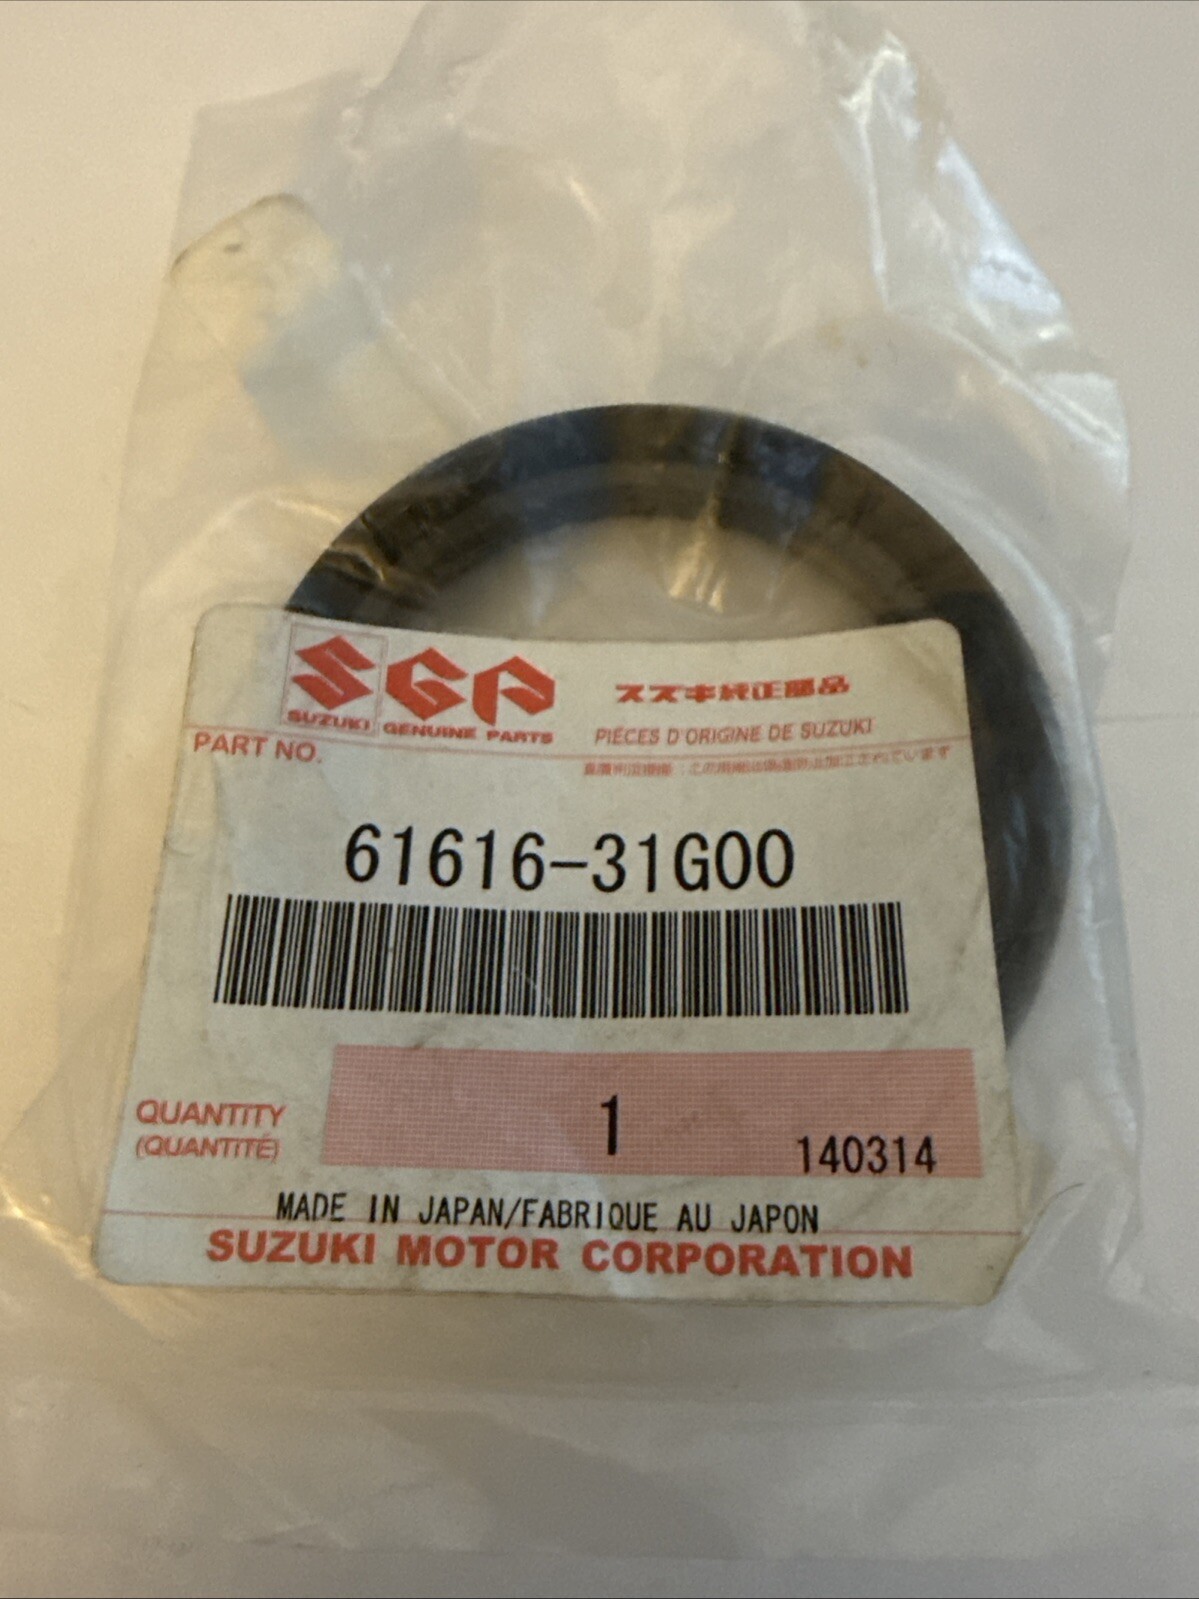 SGP
SUZUKI GENUINE PARTS
スズキ純正部品
PIÈCES D'ORIGINE DE SUZUKI
PART NO.
61616-31G00
QUANTITY
(QUANTITÉ)
1
140314
MADE IN JAPAN/FABRIQUE AU JAPON
SUZUKI MOTOR CORPORATION